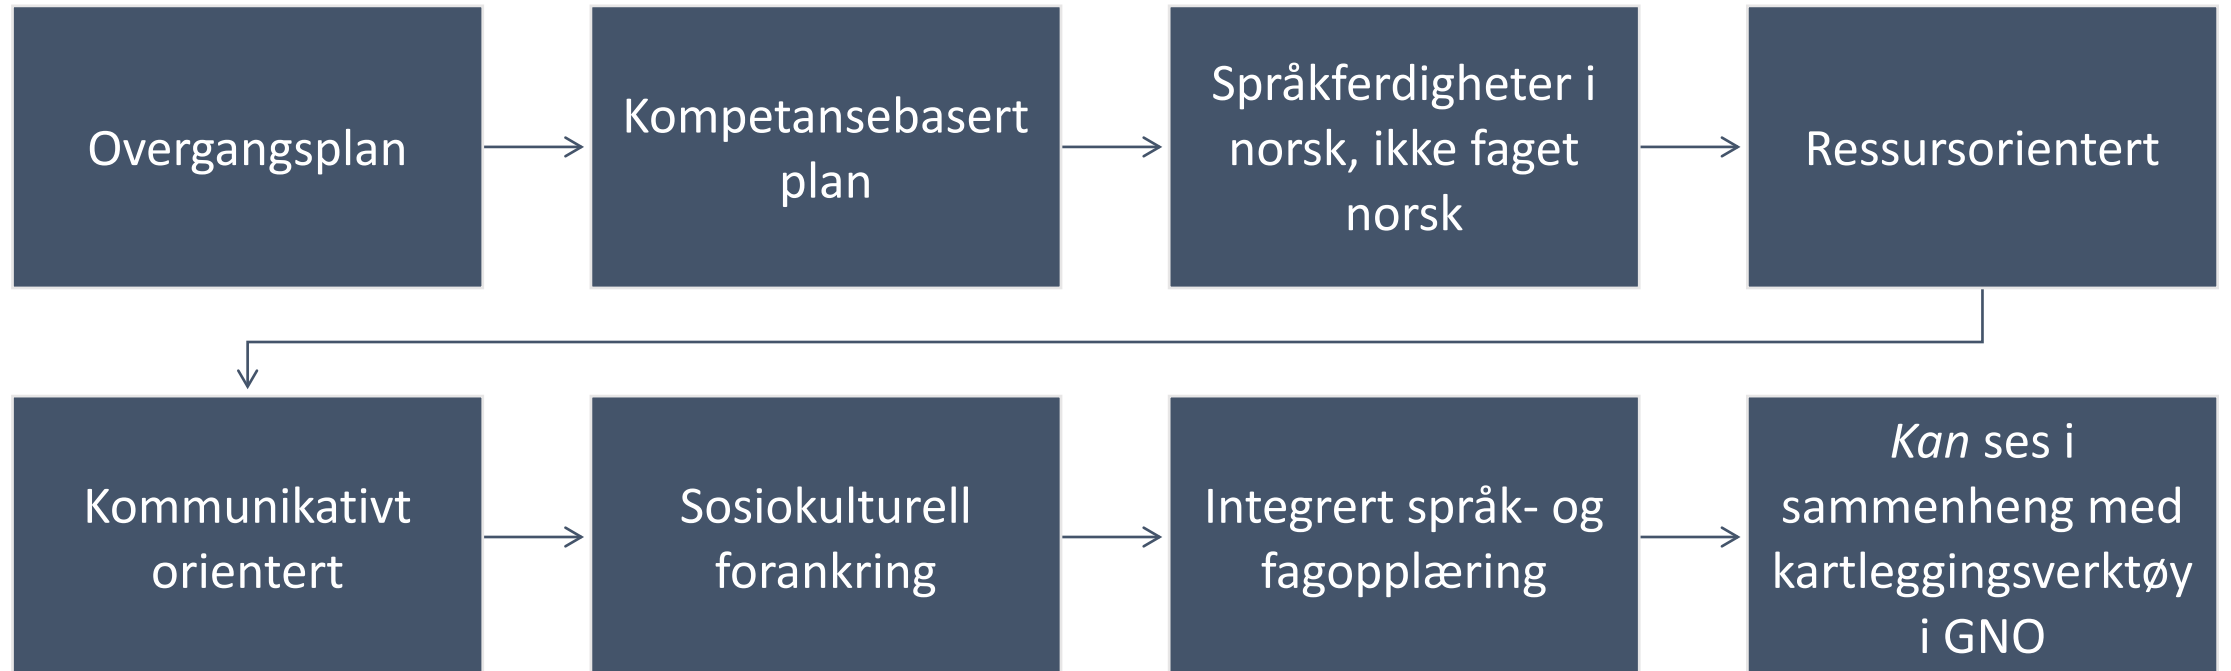 Overgangsplan
Kompetansebasert
plan
Språkferdigheter i
norsk, ikke faget
norsk
Ressursorientert
Kommunikativt
orientert
Sosiokulturell
forankring
Integrert språk- og
fagopplæring
Kan ses i
sammenheng med
kartleggingsverktøy
i GNO